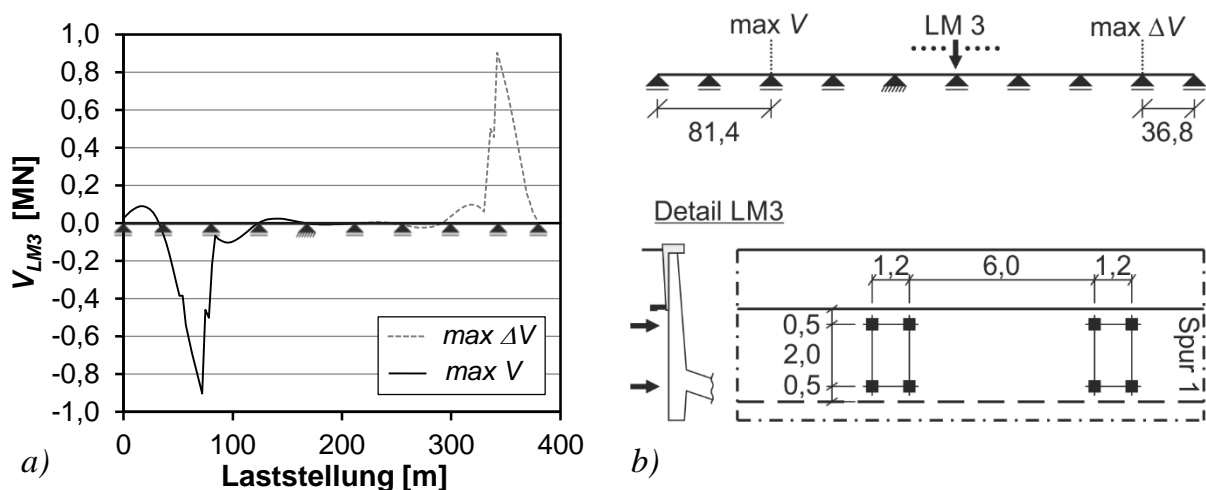 1,0
0,8
0,6
0,4
0,2
0,0
-0,2
-0,4
-0,6
-0,8
-1,0
V_LM3 [MN]
max ΔV
max V
0 100 200 300 400
Laststellung [m]
a)
max V LM 3 max ΔV
81,4 36,8
Detail LM3
1,2 6,0 1,2
0,5
2,0
0,5
Spur 1
b)